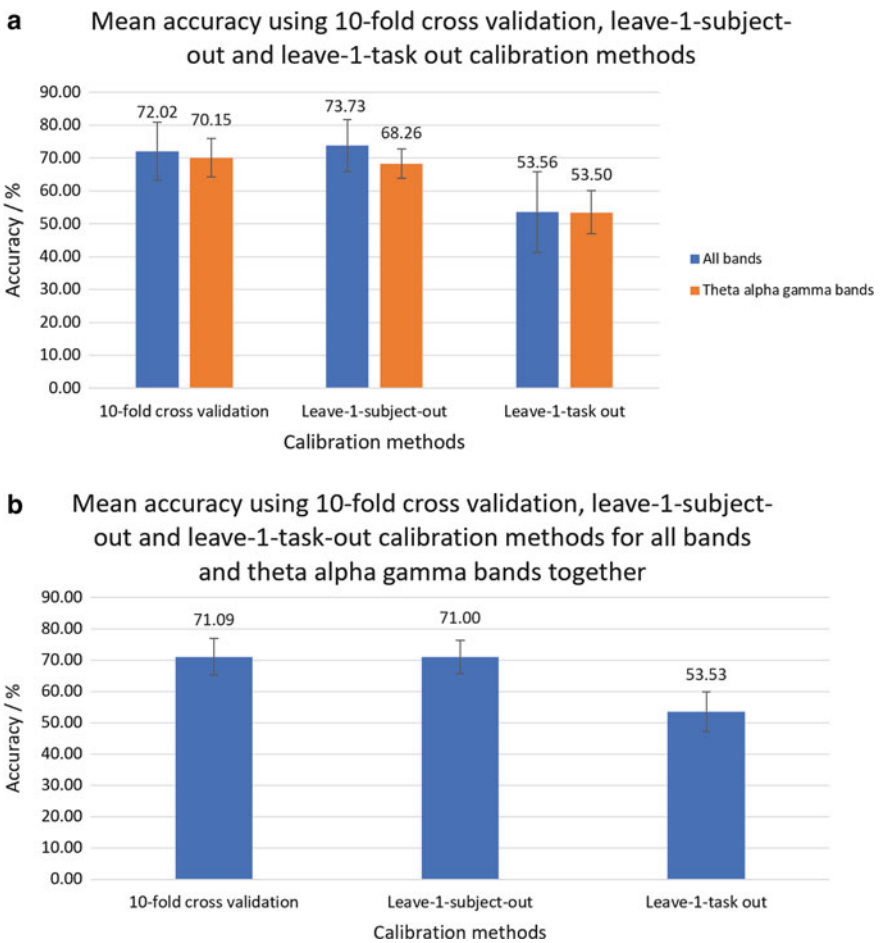 a
Mean accuracy using 10-fold cross validation, leave-1-subject-
out and leave-1-task out calibration methods
90.00
80.00
70.00
60.00
50.00
40.00
30.00
20.00
10.00
0.00
Accuracy / %
72.02
70.15
73.73
68.26
53.56
53.50
All bands
Theta alpha gamma bands
10-fold cross validation
Leave-1-subject-out
Leave-1-task out
Calibration methods
b
Mean accuracy using 10-fold cross validation, leave-1-subject-
out and leave-1-task-out calibration methods for all bands
and theta alpha gamma bands together
90.00
80.00
70.00
60.00
50.00
40.00
30.00
20.00
10.00
0.00
Accuracy / %
71.09
71.00
53.53
10-fold cross validation
Leave-1-subject-out
Leave-1-task out
Calibration methods